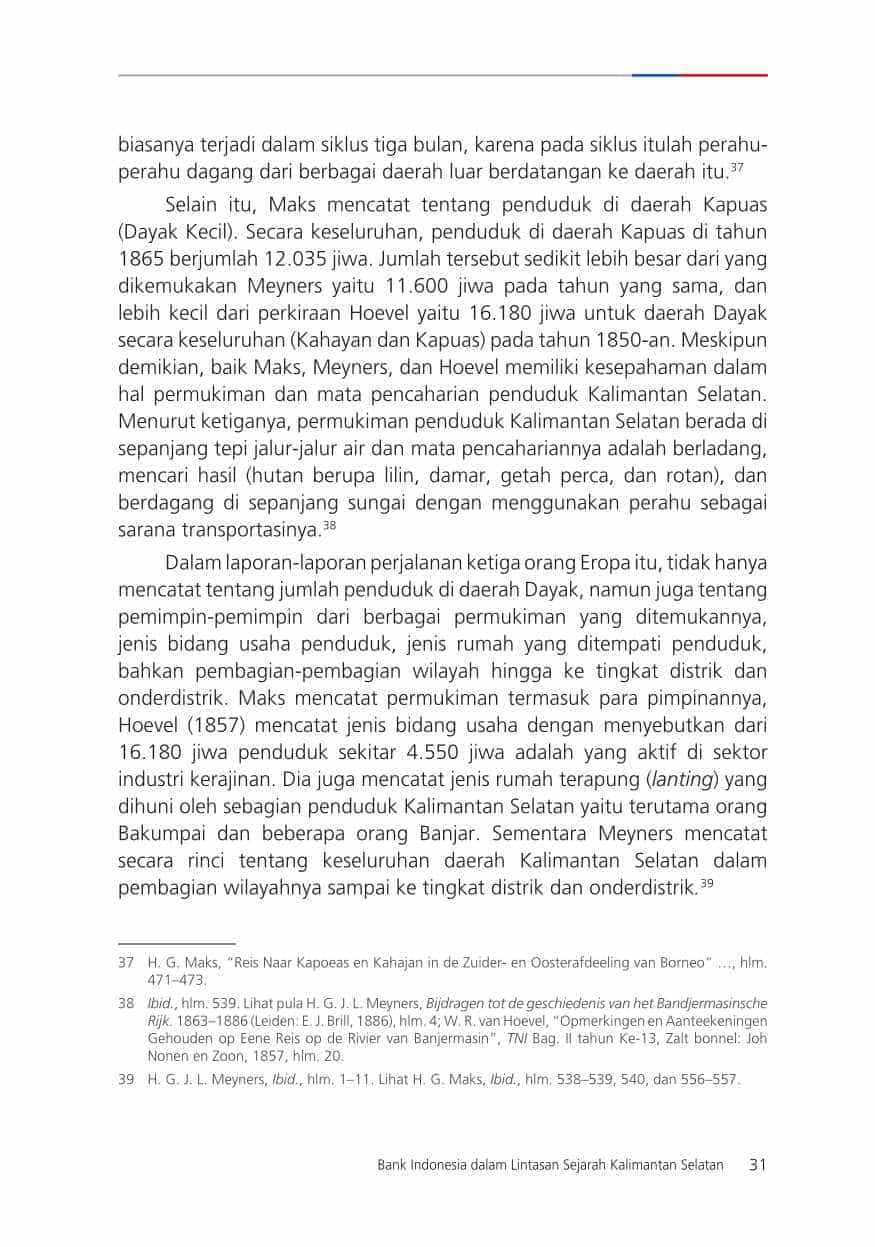 biasanya terjadi dalam siklus tiga bulan, karena pada siklus itulah perahu-
perahu dagang dari berbagai daerah luar berdatangan ke daerah itu.37
Selain itu, Maks mencatat tentang penduduk di daerah Kapuas
(Dayak Kecil). Secara keseluruhan, penduduk di daerah Kapuas di tahun
1865 berjumlah 12.035 jiwa. Jumlah tersebut sedikit lebih besar dari yang
dikemukakan Meyners yaitu 11.600 jiwa pada tahun yang sama, dan
lebih kecil dari perkiraan Hoevel yaitu 16.180 jiwa untuk daerah Dayak
secara keseluruhan (Kahayan dan Kapuas) pada tahun 1850-an. Meskipun
demikian, baik Maks, Meyners, dan Hoevel memiliki kesepahaman dalam
hal permukiman dan mata pencaharian penduduk Kalimantan Selatan.
Menurut ketiganya, permukiman penduduk Kalimantan Selatan berada di
sepanjang tepi jalur-jalur air dan mata pencahariannya adalah berladang,
mencari hasil (hutan berupa lilin, damar, getah perca, dan rotan), dan
berdagang di sepanjang sungai dengan menggunakan perahu sebagai
sarana transportasinya.38
Dalam laporan-laporan perjalanan ketiga orang Eropa itu, tidak hanya
mencatat tentang jumlah penduduk di daerah Dayak, namun juga tentang
pemimpin-pemimpin dari berbagai permukiman yang ditemukannya,
jenis bidang usaha penduduk, jenis rumah yang ditempati penduduk,
bahkan pembagian-pembagian wilayah hingga ke tingkat distrik dan
onderdistrik. Maks mencatat permukiman termasuk para pimpinannya,
Hoevel (1857) mencatat jenis bidang usaha dengan menyebutkan dari
16.180 jiwa penduduk sekitar 4.550 jiwa adalah yang aktif di sektor
industri kerajinan. Dia juga mencatat jenis rumah terapung (lanting) yang
dihuni oleh sebagian penduduk Kalimantan Selatan yaitu terutama orang
Bakumpai dan beberapa orang Banjar. Sementara Meyners mencatat
secara rinci tentang keseluruhan daerah Kalimantan Selatan dalam
pembagian wilayahnya sampai ke tingkat distrik dan onderdistrik.39
37 H. G. Maks, “Reis Naar Kapoeas en Kahajan in de Zuider- en Oosterafdeeling van Borneo” ..., hlm.
471–473.
38 Ibid., hlm. 539. Lihat pula H. G. J. L. Meyners, Bijdragen tot de geschiedenis van het Bandjermasinsche
Rijk. 1863–1886 (Leiden: E. J. Brill, 1886), hlm. 4; W. R. van Hoevel, “Opmerkingen en Aanteekeningen
Gehouden op Eene Reis op de Rivier van Banjermasin”, TNI Bag. II tahun Ke-13, Zalt bonnel: Joh
Nonen en Zoon, 1857, hlm. 20.
39 H. G. J. L. Meyners, Ibid., hlm. 1–11. Lihat H. G. Maks, Ibid., hlm. 538–539, 540, dan 556–557.
Bank Indonesia dalam Lintasan Sejarah Kalimantan Selatan 31